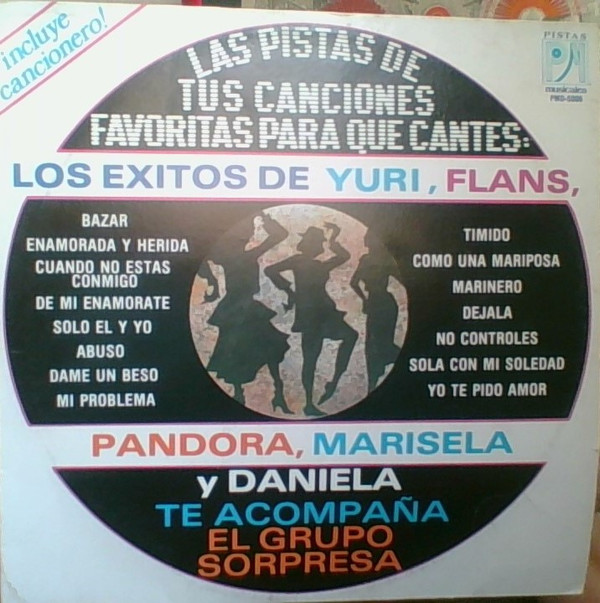 incluye
cancionero!
LAS PISTAS DE
TUS CANCIONES
FAVORITAS PARA QUE CANTES:
PISTAS
PM
musicales
LOS EXITOS DE YURI, FLANS,
BAZAR
ENAMORADA Y HERIDA
CUANDO NO ESTAS
CONMIGO
DE MI ENAMORATE
SOLO EL Y YO
ABUSO
DAME UN BESO
MI PROBLEMA
TIMIDO
COMO UNA MARIPOSA
MARINERO
DEJALA
NO CONTROLES
SOLA CON MI SOLEDAD
YO TE PIDO AMOR
PANDORA, MARISELA
y DANIELA
TE ACOMPAÑA
EL GRUPO
SORPRESA